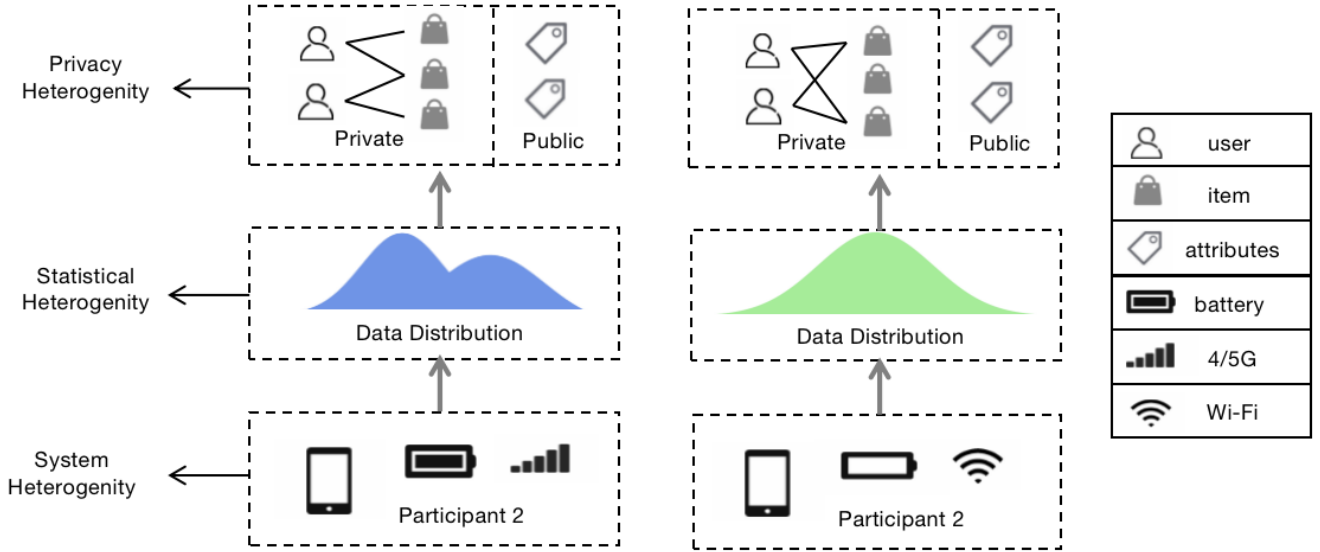 Privacy
Heterogenity
Private
Public
Private
Public
Statistical
Heterogenity
Data Distribution
Data Distribution
System
Heterogenity
Participant 2
Participant 2
user
item
attributes
battery
4/5G
Wi-Fi